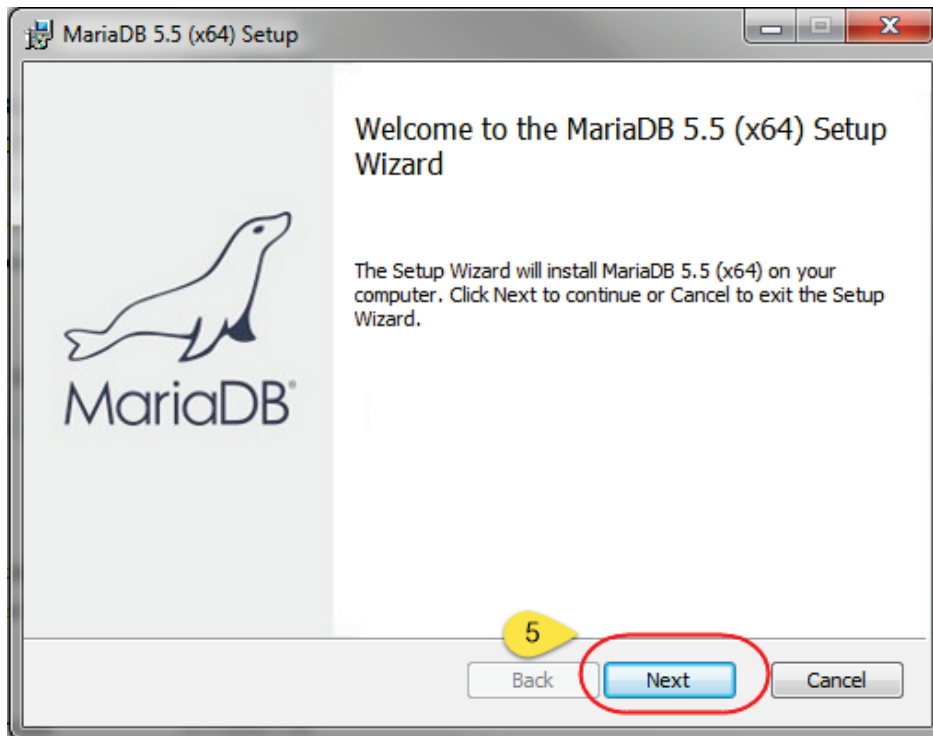 MariaDB 5.5 (x64) Setup
Welcome to the MariaDB 5.5 (x64) Setup
Wizard
The Setup Wizard will install MariaDB 5.5 (x64) on your
computer. Click Next to continue or Cancel to exit the Setup
Wizard.
MariaDB®
5
Back Next Cancel